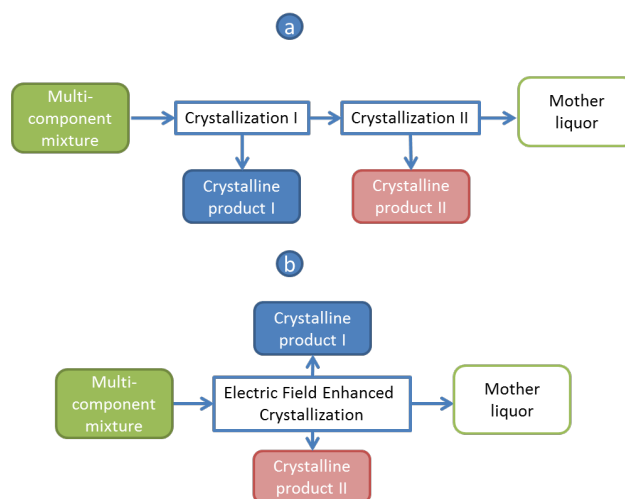 a
Multi-
component
mixture
Crystallization I
Crystallization II
Mother
liquor
Crystalline
product I
Crystalline
product II
b
Crystalline
product I
Multi-
component
mixture
Electric Field Enhanced
Crystallization
Mother
liquor
Crystalline
product II